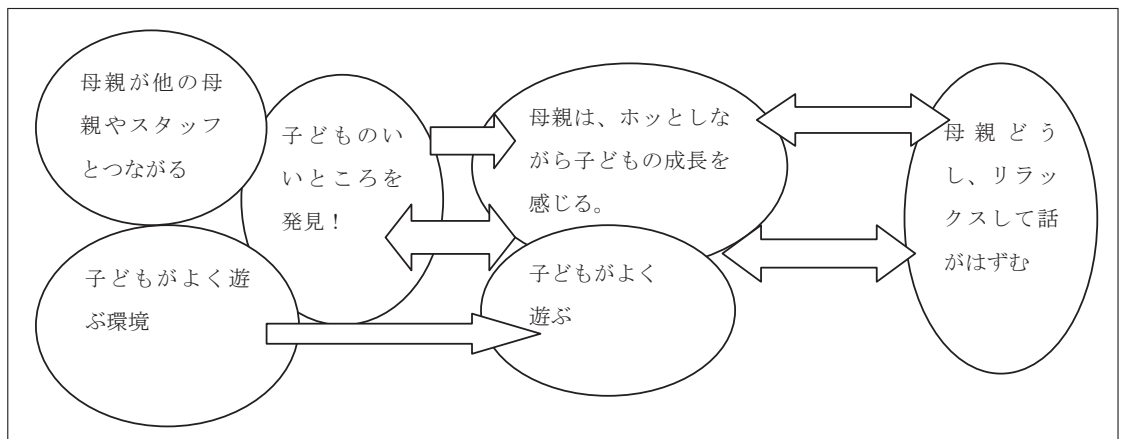 母親が他の母
親やスタッフ
とつながる
子どものい
いところを
発見！
母親は、ホッとしな
がら子どもの成長を
感じる。
母親どう
し、リラッ
クスして話
がはずむ
子どもがよく遊
ぶ環境
子どもがよく
遊ぶ